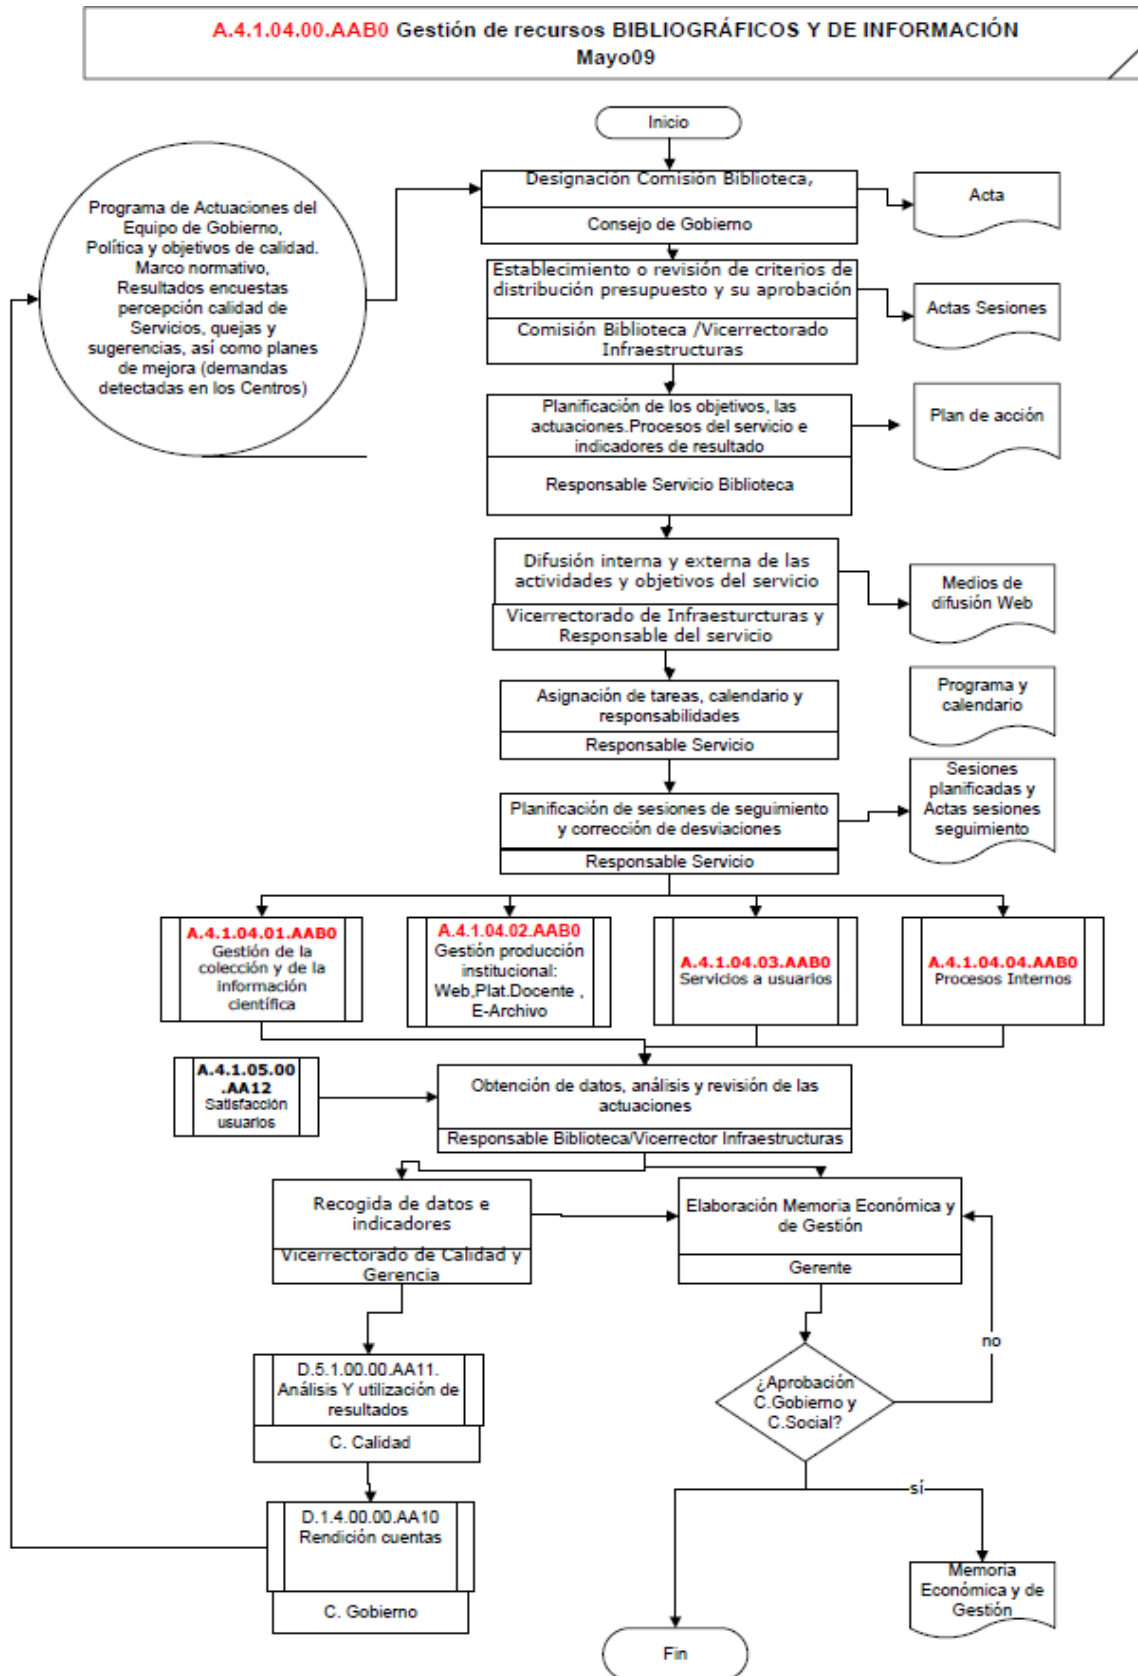 A.4.1.04.00.AAB0 Gestión de recursos BIBLIOGRÁFICOS Y DE INFORMACIÓN
Mayo09
Inicio
Programa de Actuaciones del
Equipo de Gobierno,
Política y objetivos de calidad.
Marco normativo,
Resultados encuestas
percepción calidad de
Servicios, quejas y
sugerencias, así como planes
de mejora (demandas
detectadas en los Centros)
Designación Comisión Biblioteca,
Consejo de Gobierno
Acta
Establecimiento o revisión de criterios de
distribución presupuesto y su aprobación
Comisión Biblioteca /Vicerrectorado
Infraestructuras
Actas Sesiones
Planificación de los objetivos, las
actuaciones.Procesos del servicio e
indicadores de resultado
Responsable Servicio Biblioteca
Plan de acción
Difusión interna y externa de las
actividades y objetivos del servicio
Vicerrectorado de Infraesturcturas y
Responsable del servicio
Medios de
difusión Web
Asignación de tareas, calendario y
responsabilidades
Responsable Servicio
Programa y
calendario
Planificación de sesiones de seguimiento
y corrección de desviaciones
Responsable Servicio
Sesiones
planificadas y
Actas sesiones
seguimiento
A.4.1.04.01.AAB0
Gestión de la
colección y de la
información
científica
A.4.1.04.02.AAB0
Gestión producción
institucional:
Web,Plat.Docente ,
E-Archivo
A.4.1.04.03.AAB0
Servicios a usuarios
A.4.1.04.04.AAB0
Procesos Internos
A.4.1.05.00
.AA12
Satisfacción
usuarios
Obtención de datos, análisis y revisión de las
actuaciones
Responsable Biblioteca/Vicerrector Infraestructuras
Recogida de datos e
indicadores
Vicerrectorado de Calidad y
Gerencia
Elaboración Memoria Económica y
de Gestión
Gerente
no
D.5.1.00.00.AA11.
Análisis Y utilización de
resultados
C. Calidad
¿Aprobación
C.Gobierno y
C.Social?
sí
D.1.4.00.00.AA10
Rendición cuentas
C. Gobierno
Memoria
Económica y de
Gestión
Fin